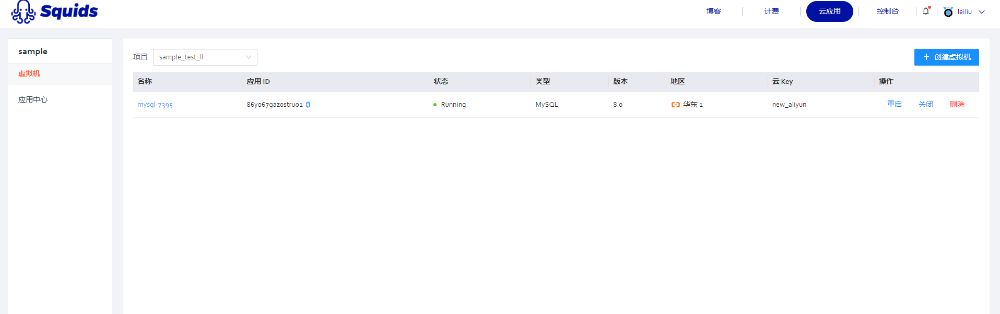 Squids
博客
计费
云应用
控制台
leiliu
sample
虚拟机
应用中心
项目 sample_test_ll
+ 创建虚拟机
名称 应用 ID 状态 类型 版本 地区 云 Key 操作
mysql-7395 86yo67gazostruo1 Running MySQL 8.0 华东 1 new_aliyun 重启 关闭 删除